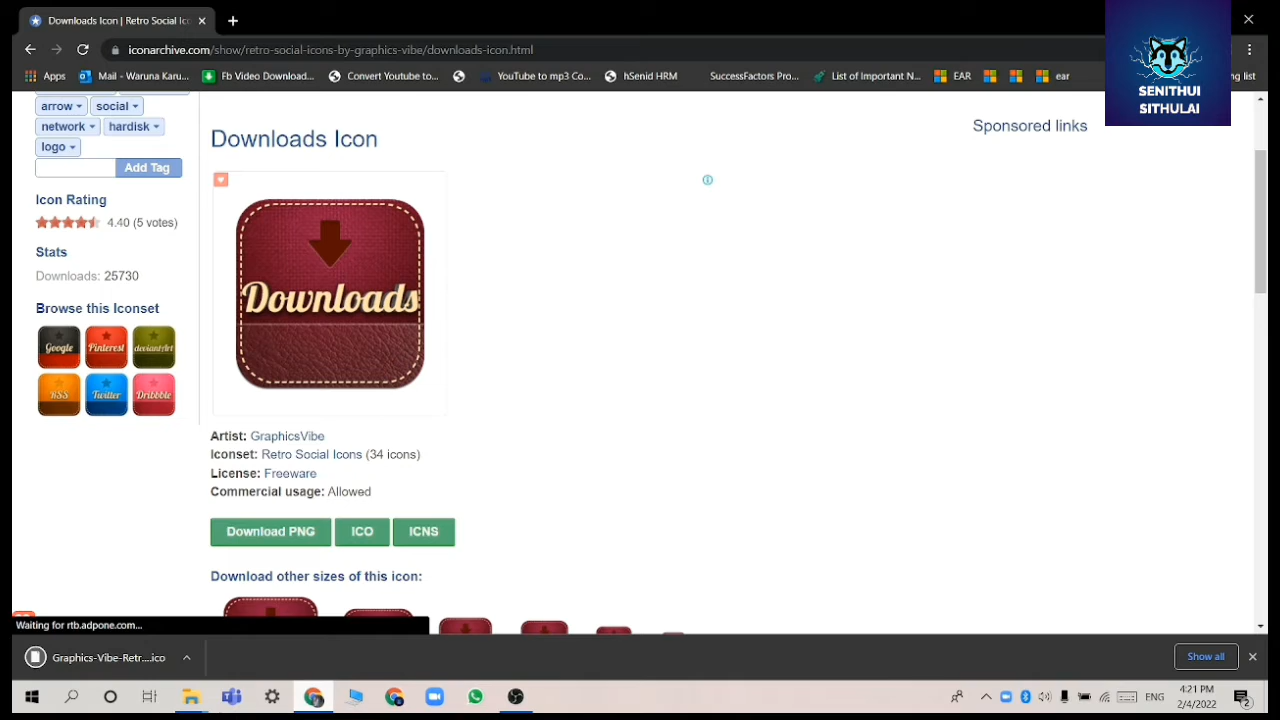 Downloads Icon | Retro Soci
iconarchive.com/show/retro-social-icons-by-graphics-vibe/downloads-icon.html
Apps
Mail - Waruna Karu...
Fb Video Download...
Convert Youtube to...
YouTube to mp3 Co...
hSenid HRM
SuccessFactors Pro...
List of Important N...
EAR
ear
ing list
SENITHUI
SITHULAI
arrow
social
network
hardisk
logo
Add Tag
Icon Rating
4.40 (5 votes)
Stats
Downloads: 25730
Browse this Iconset
Google
Pinterest
deviantArt
RSS
Twitter
Dribbble
Downloads Icon
Sponsored links
Downloads
Artist: GraphicsVibe
Iconset: Retro Social Icons (34 icons)
License: Freeware
Commercial usage: Allowed
Download PNG
ICO
ICNS
Download other sizes of this icon:
Waiting for rtb.adpone.com...
Graphics-Vibe-Retr....ico
Show all
ENG
4:21 PM
2/4/2022
2